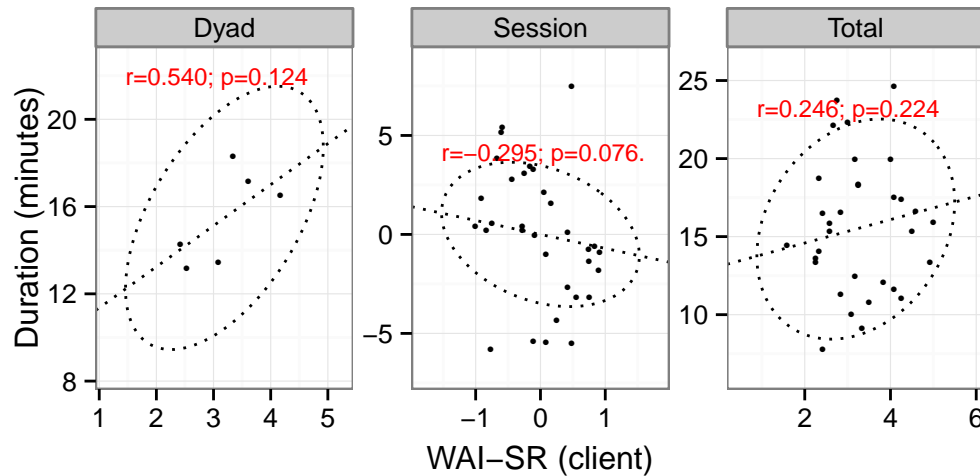 Dyad
Session
Total
r=0.540; p=0.124
r=−0.295; p=0.076.
r=0.246; p=0.224
Duration (minutes)
20
16
12
8
5
0
−5
25
20
15
10
1 2 3 4 5
−1 0 1
2 4 6
WAI−SR (client)